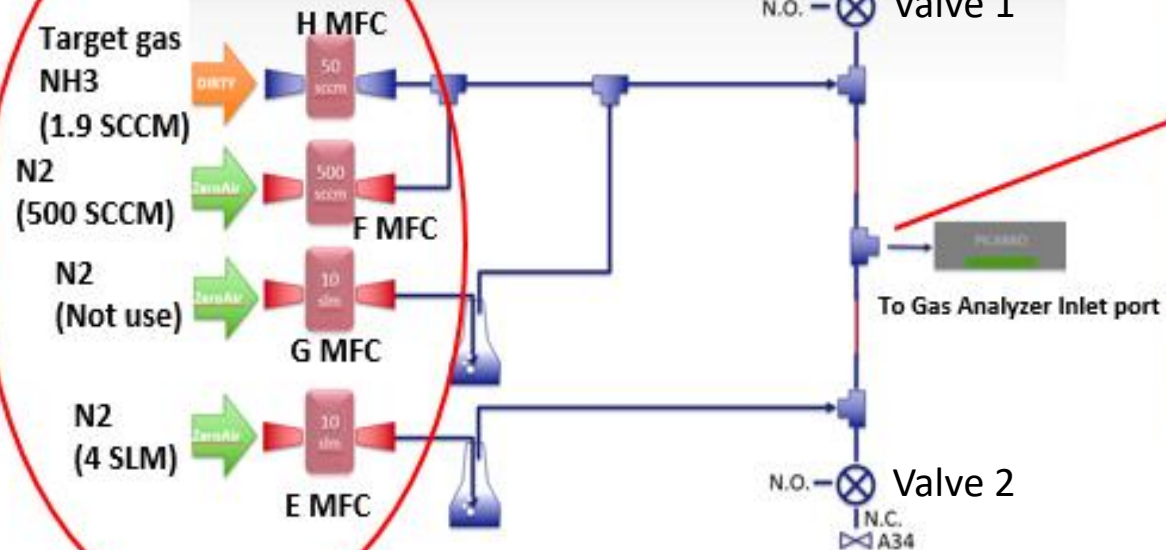 N.O.
Valve 1
H MFC
Target gas
NH3
(1.9 SCCM)
DIRTY
50
sccm
N2
(500 SCCM)
ZeroAir
500
sccm
F MFC
N2
(Not use)
ZeroAir
10
slm
G MFC
PICARRO
To Gas Analyzer Inlet port
N2
(4 SLM)
ZeroAir
10
slm
E MFC
N.O.
Valve 2
N.C.
A34